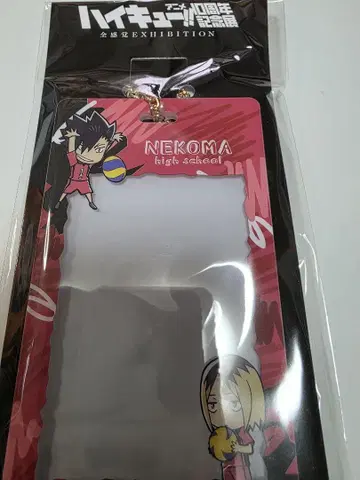 ハイキュー!!
アニメ
10周年
記念展
全感覚EXHIBITION
NEKOMA
high school